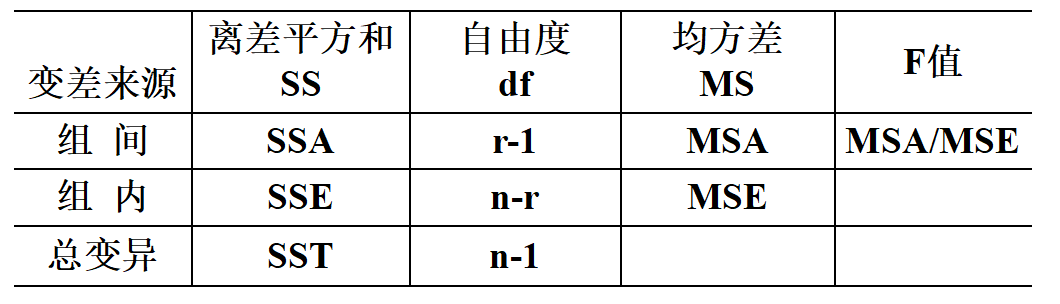 变差来源 离差平方和 SS 自由度 df 均方差 MS F值
组 间 SSA r-1 MSA MSA/MSE
组 内 SSE n-r MSE
总变异 SST n-1